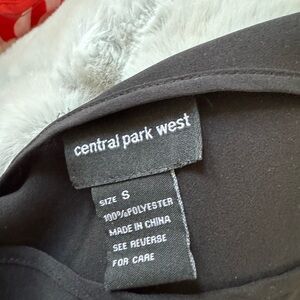 central park west
SIZE S
100%POLYESTER
MADE IN CHINA
SEE REVERSE
FOR CARE